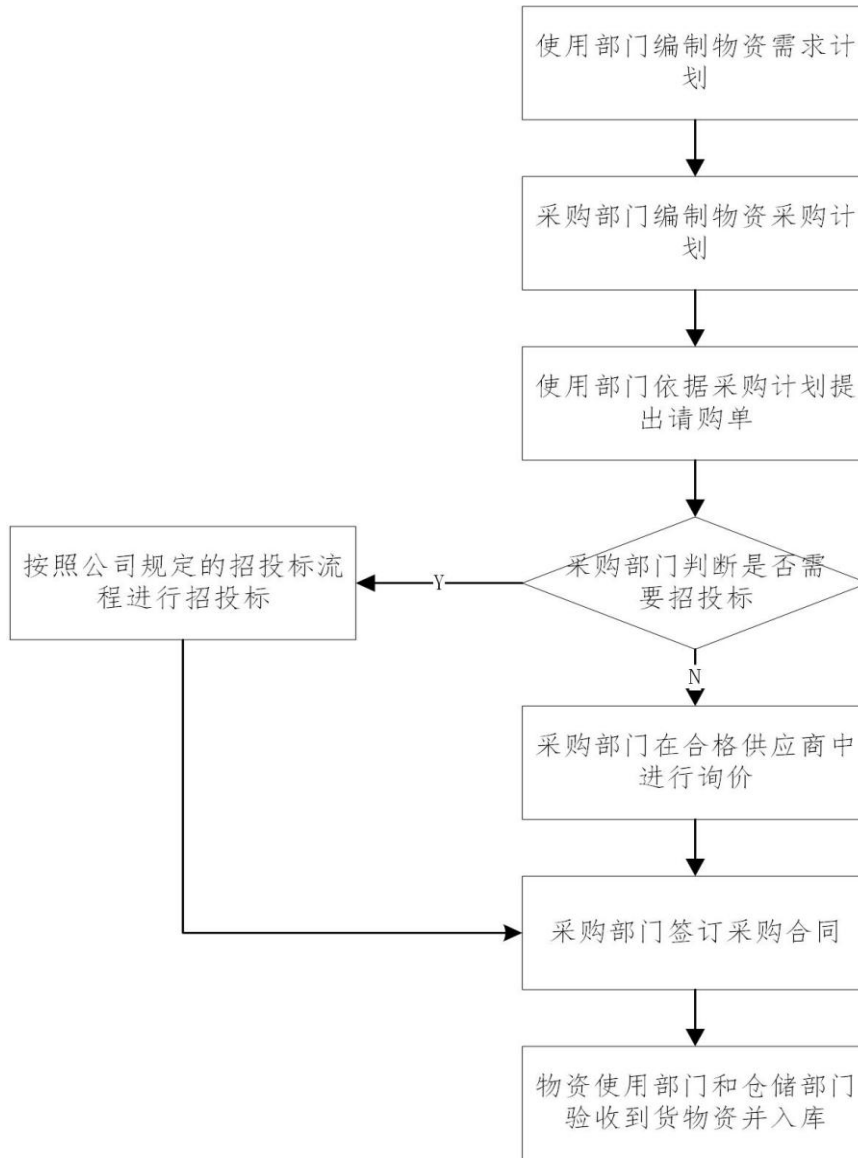 使用部门编制物资需求计
划
采购部门编制物资采购计
划
使用部门依据采购计划提
出请购单
采购部门判断是否需
要招投标
Y
按照公司规定的招投标流
程进行招投标
N
采购部门在合格供应商中
进行询价
采购部门签订采购合同
物资使用部门和仓储部门
验收到货物资并入库